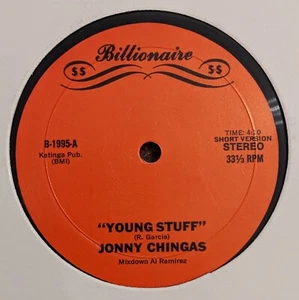 Billionaire
$$ $$
B-1995-A
Katinga Pub.
(BMI)
TIME: 4:10
SHORT VERSION
STEREO
33⅓ RPM
"YOUNG STUFF"
(R. Garcia)
JONNY CHINGAS
Mixdown Al Ramirez